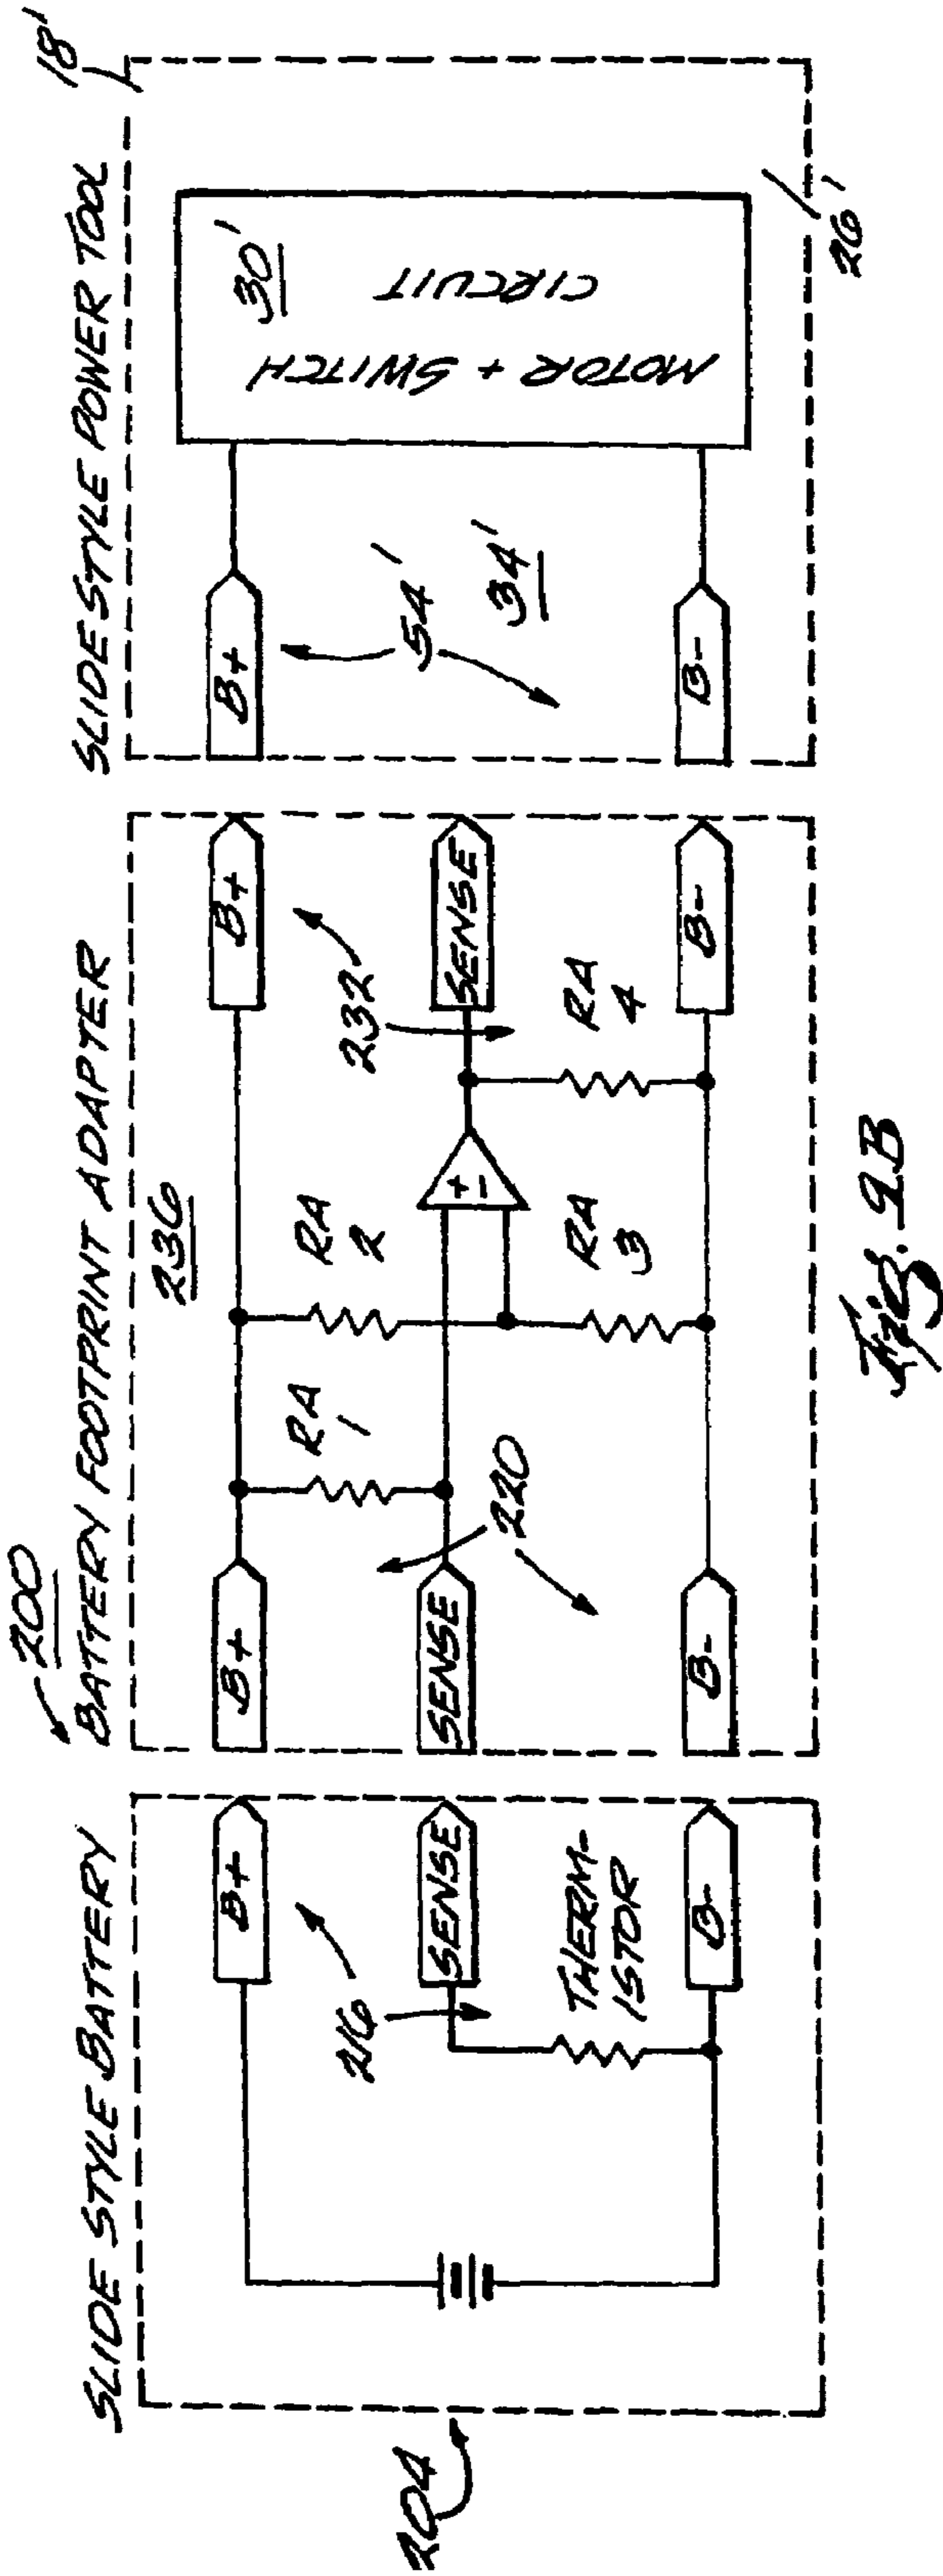 200
SLIDE STYLE BATTERY
BATTERY FOOTPRINT ADAPTER
SLIDE STYLE POWER TOOL
18'
204
B+
216
SENSE
THERM-
ISTOR
B-
236
B+
SENSE
B-
220
RA
1
RA
2
RA
3
+
-
232
RA
4
B+
SENSE
B-
B+
54'
34'
B-
30'
MOTOR + SWITCH
CIRCUIT
26'
Fig. 9B